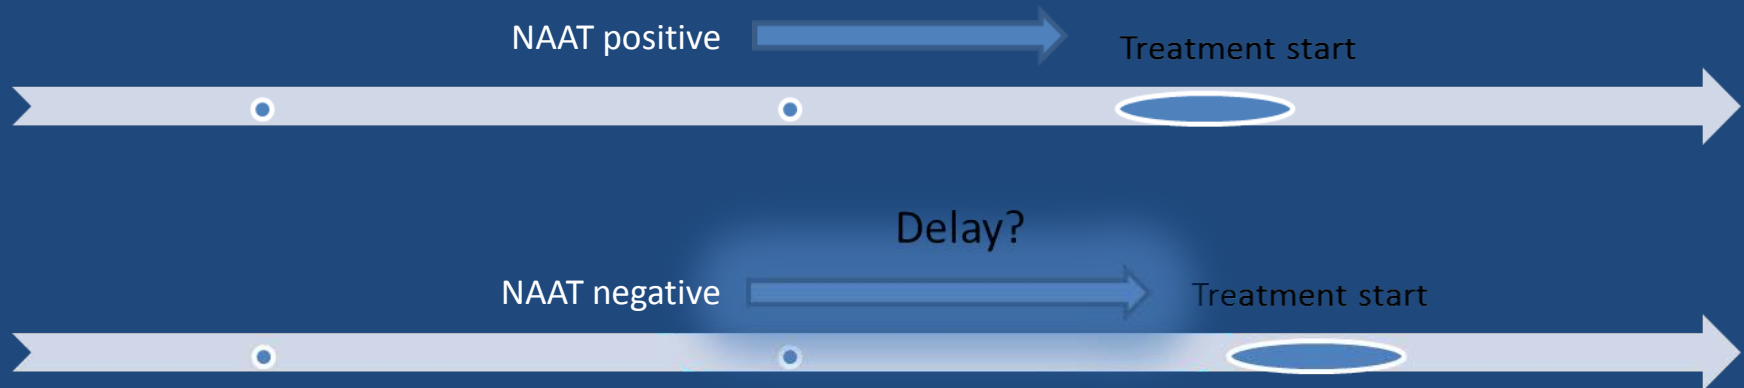 NAAT positive
Treatment start
Delay?
NAAT negative
Treatment start